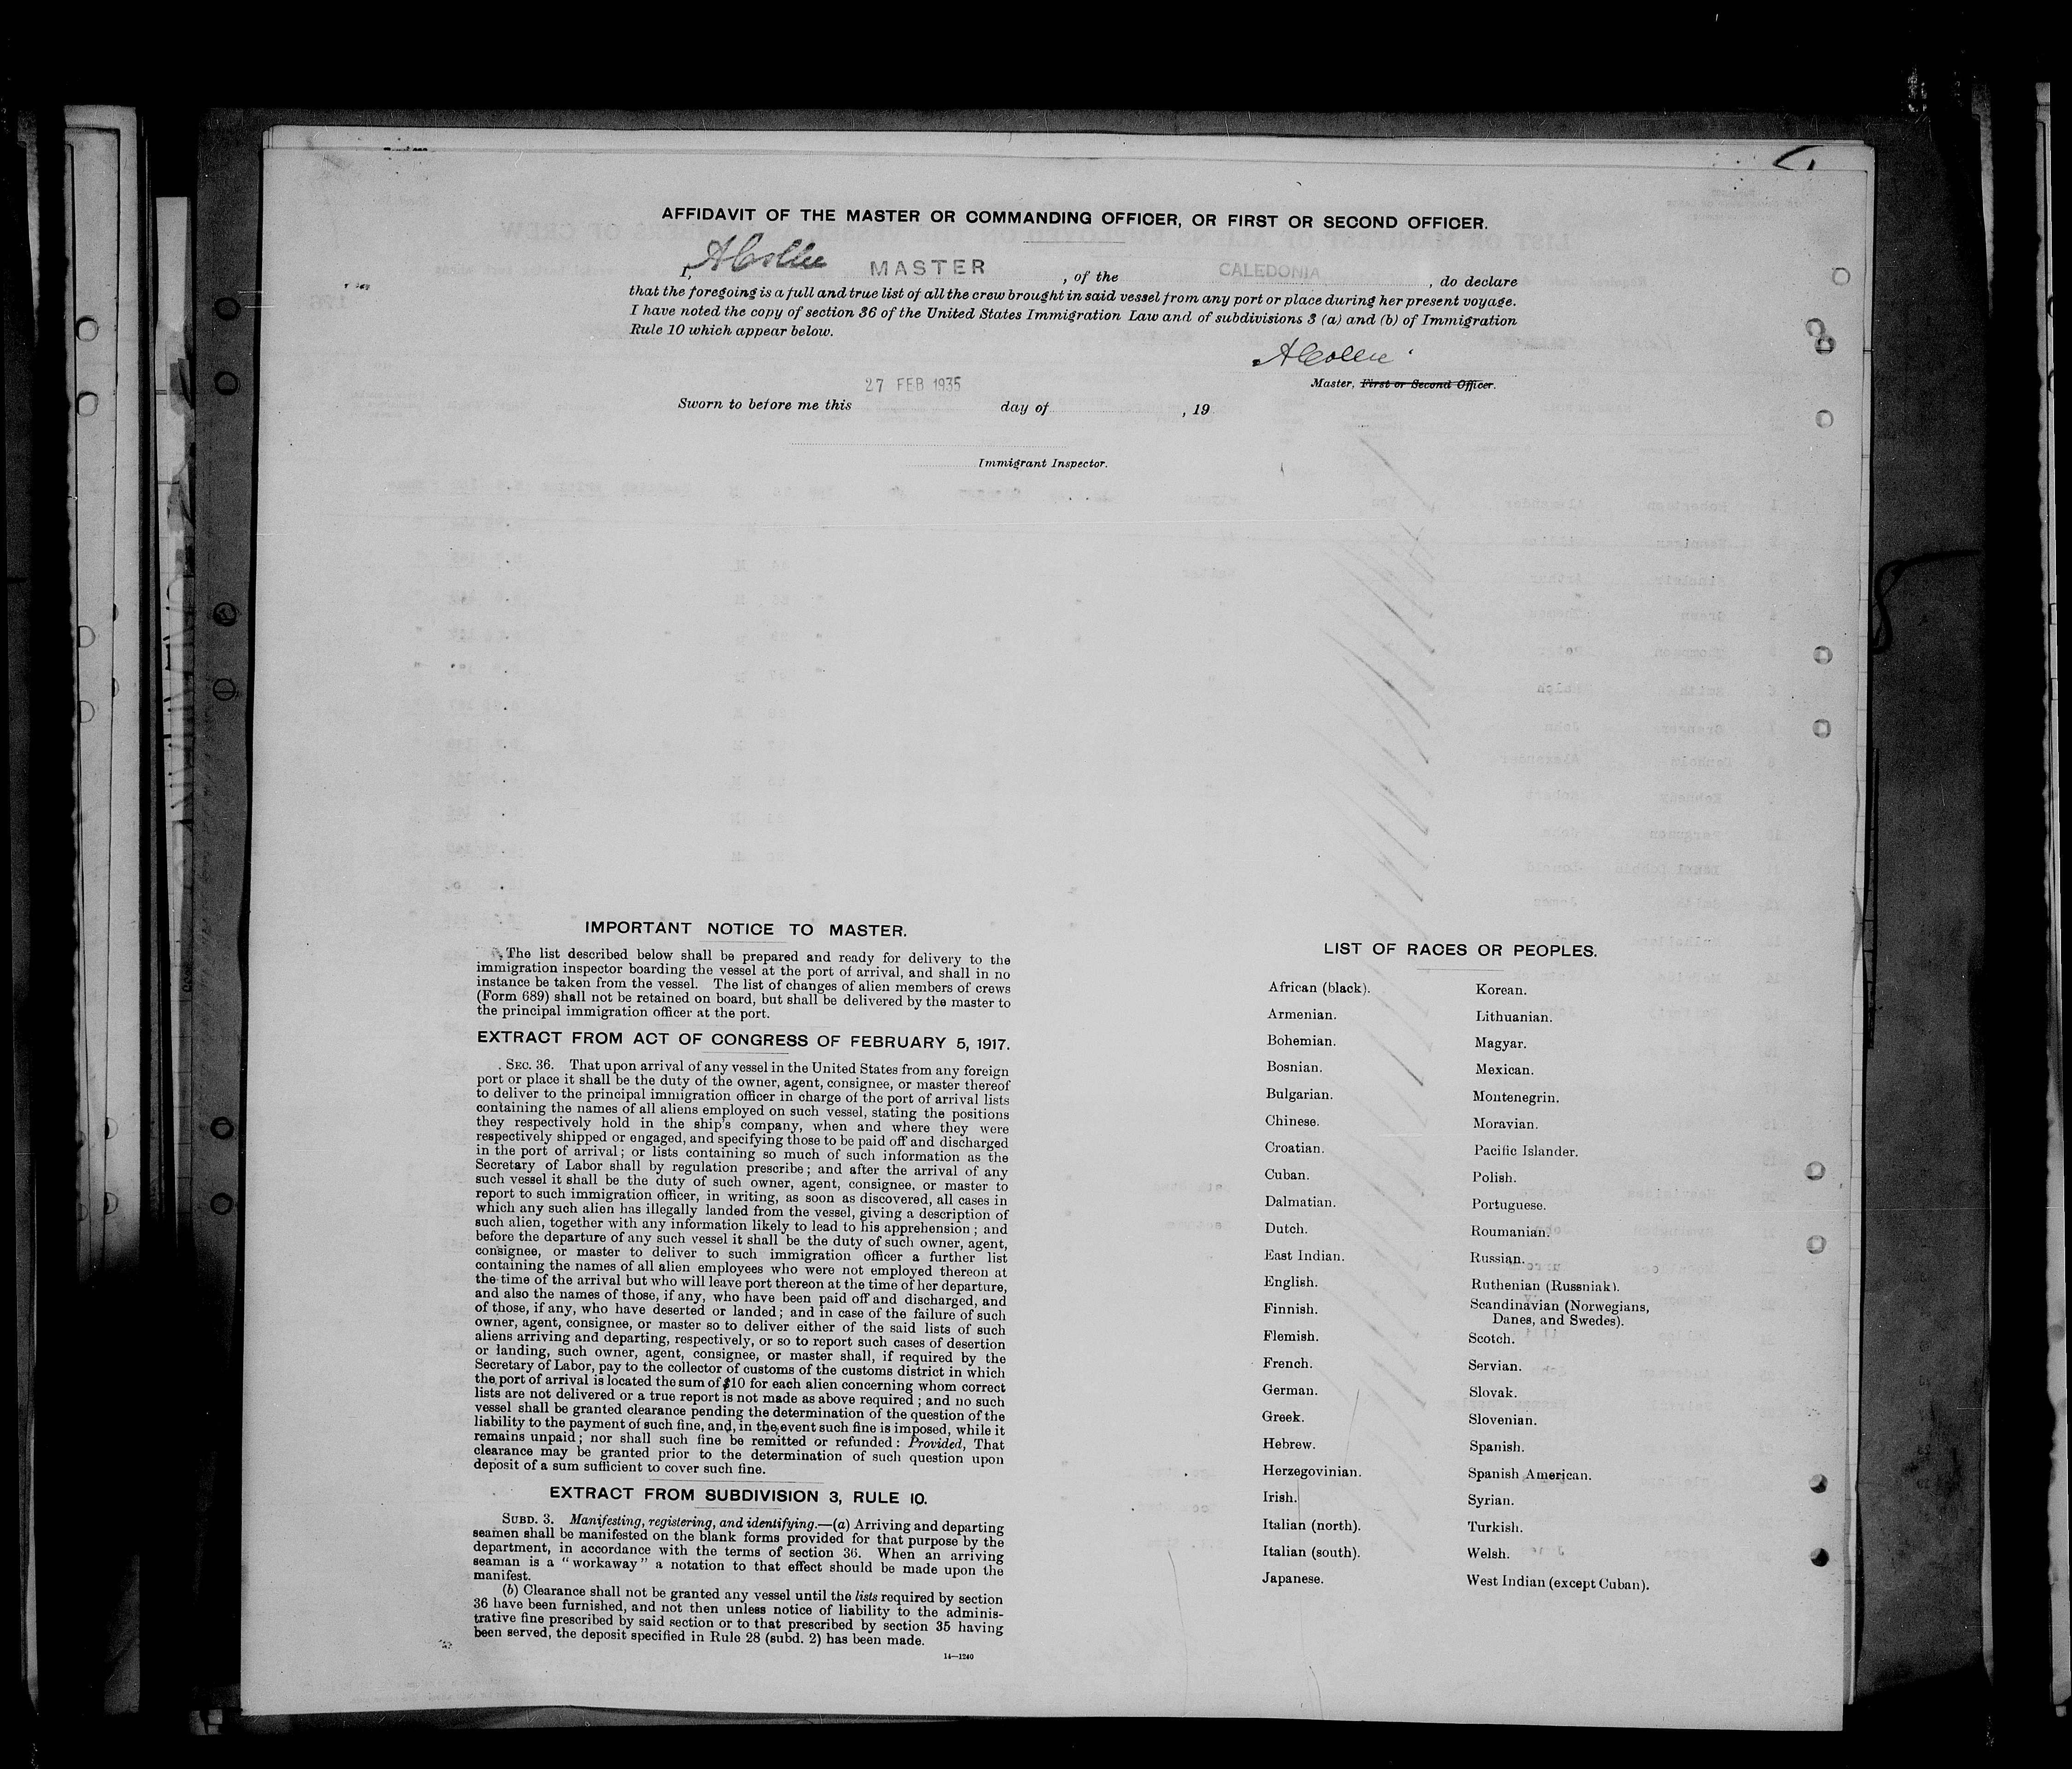 AFFIDAVIT OF THE MASTER OR COMMANDING OFFICER, OR FIRST OR SECOND OFFICER.
I, A Collie MASTER , of the CALEDONIA , do declare
that the foregoing is a full and true list of all the crew brought in said vessel from any port or place during her present voyage.
I have noted the copy of section 36 of the United States Immigration Law and of subdivisions 3 (a) and (b) of Immigration
Rule 10 which appear below.
A Collie
Master, First or Second Officer.
27 FEB 1935
Sworn to before me this day of , 19
Immigrant Inspector.
IMPORTANT NOTICE TO MASTER.
The list described below shall be prepared and ready for delivery to the
immigration inspector boarding the vessel at the port of arrival, and shall in no
instance be taken from the vessel. The list of changes of alien members of crews
(Form 689) shall not be retained on board, but shall be delivered by the master to
the principal immigration officer at the port.
EXTRACT FROM ACT OF CONGRESS OF FEBRUARY 5, 1917.
SEC. 36. That upon arrival of any vessel in the United States from any foreign
port or place it shall be the duty of the owner, agent, consignee, or master thereof
to deliver to the principal immigration officer in charge of the port of arrival lists
containing the names of all aliens employed on such vessel, stating the positions
they respectively hold in the ship's company, when and where they were
respectively shipped or engaged, and specifying those to be paid off and discharged
in the port of arrival; or lists containing so much of such information as the
Secretary of Labor shall by regulation prescribe; and after the arrival of any
such vessel it shall be the duty of such owner, agent, consignee, or master to
report to such immigration officer, in writing, as soon as discovered, all cases in
which any such alien has illegally landed from the vessel, giving a description of
such alien, together with any information likely to lead to his apprehension; and
before the departure of any such vessel it shall be the duty of such owner, agent,
consignee, or master to deliver to such immigration officer a further list
containing the names of all alien employees who were not employed thereon at
the time of the arrival but who will leave port thereon at the time of her departure,
and also the names of those, if any, who have been paid off and discharged, and
of those, if any, who have deserted or landed; and in case of the failure of such
owner, agent, consignee, or master so to deliver either of the said lists of such
aliens arriving and departing, respectively, or so to report such cases of desertion
or landing, such owner, agent, consignee, or master shall, if required by the
Secretary of Labor, pay to the collector of customs of the customs district in which
the port of arrival is located the sum of $10 for each alien concerning whom correct
lists are not delivered or a true report is not made as above required; and no such
vessel shall be granted clearance pending the determination of the question of the
liability to the payment of such fine, and, in the event such fine is imposed, while it
remains unpaid; nor shall such fine be remitted or refunded: Provided, That
clearance may be granted prior to the determination of such question upon
deposit of a sum sufficient to cover such fine.
EXTRACT FROM SUBDIVISION 3, RULE 10.
SUBD. 3. Manifesting, registering, and identifying.—(a) Arriving and departing
seamen shall be manifested on the blank forms provided for that purpose by the
department, in accordance with the terms of section 36. When an arriving
seaman is a "workaway" a notation to that effect should be made upon the
manifest.
(b) Clearance shall not be granted any vessel until the lists required by section
36 have been furnished, and not then unless notice of liability to the adminis-
trative fine prescribed by said section or to that prescribed by section 35 having
been served, the deposit specified in Rule 28 (subd. 2) has been made.
14—1240
LIST OF RACES OR PEOPLES.
African (black).
Armenian.
Bohemian.
Bosnian.
Bulgarian.
Chinese.
Croatian.
Cuban.
Dalmatian.
Dutch.
East Indian.
English.
Finnish.
Flemish.
French.
German.
Greek.
Hebrew.
Herzegovinian.
Irish.
Italian (north).
Italian (south).
Japanese.
Korean.
Lithuanian.
Magyar.
Mexican.
Montenegrin.
Moravian.
Pacific Islander.
Polish.
Portuguese.
Roumanian.
Russian.
Ruthenian (Russniak).
Scandinavian (Norwegians,
Danes, and Swedes).
Scotch.
Servian.
Slovak.
Slovenian.
Spanish.
Spanish American.
Syrian.
Turkish.
Welsh.
West Indian (except Cuban).